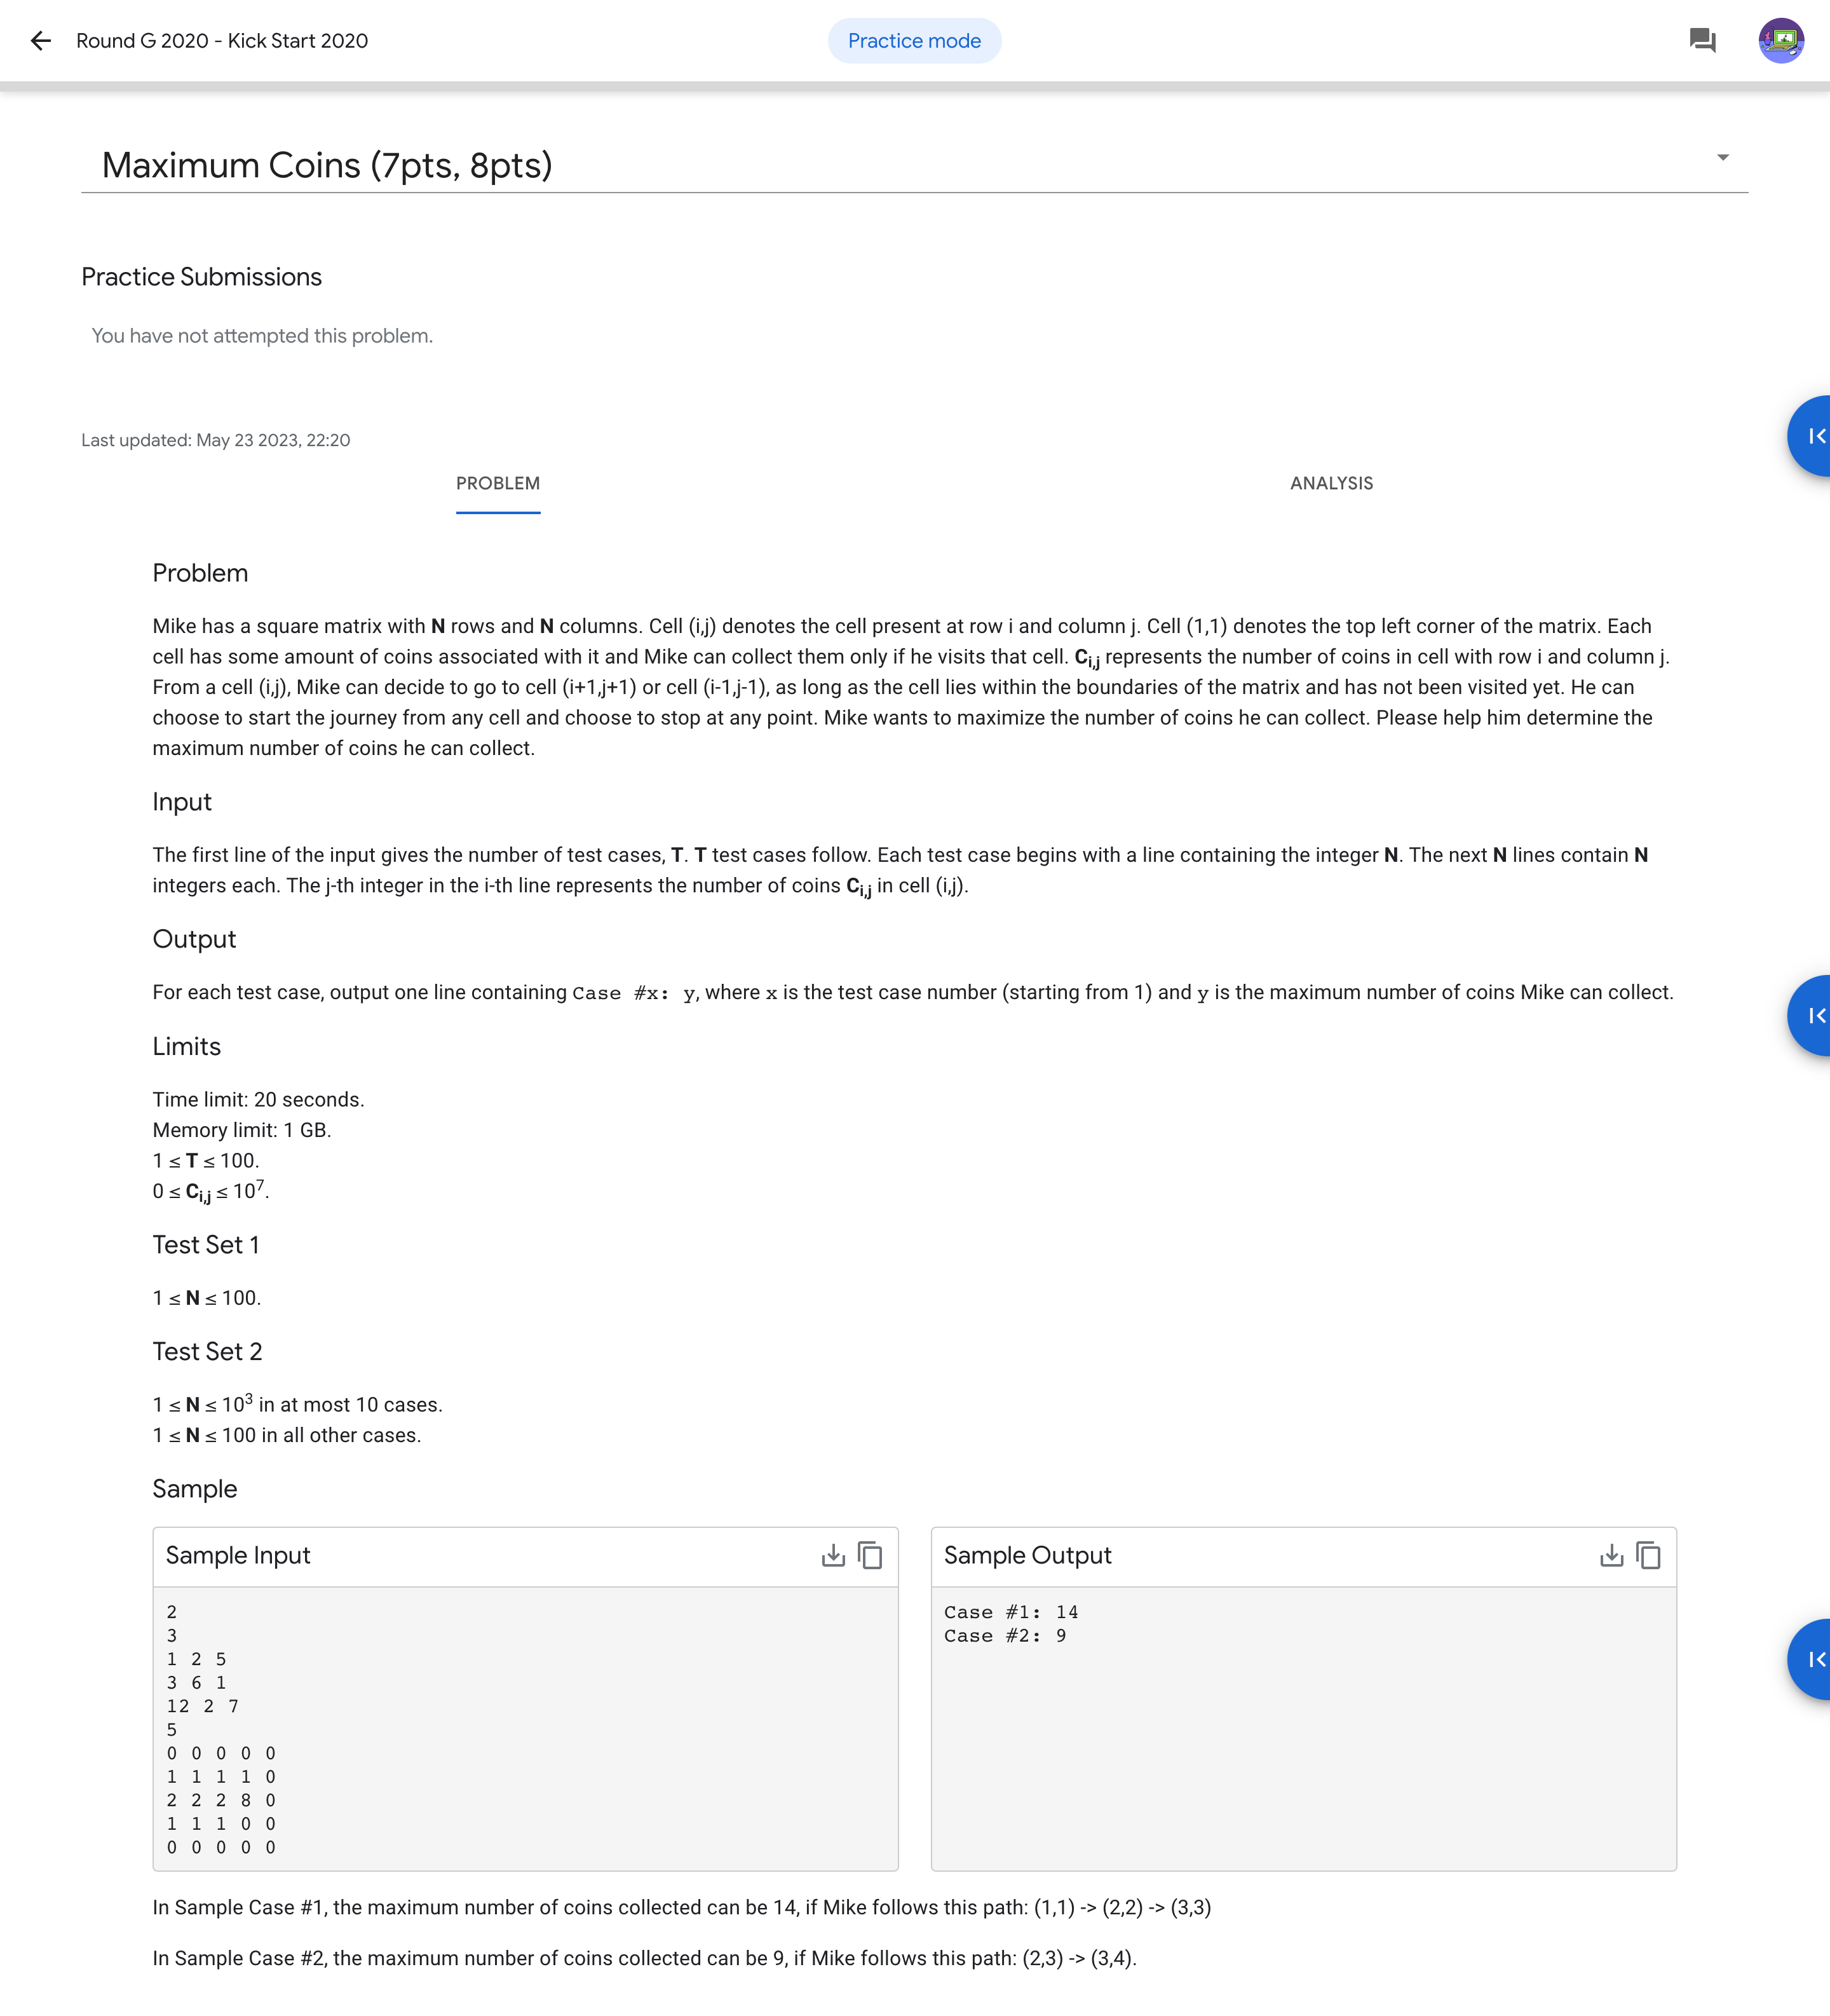 Round G 2020 - Kick Start 2020
Practice mode
Maximum Coins (7pts, 8pts)
Practice Submissions
You have not attempted this problem.
Last updated: May 23 2023, 22:20
PROBLEM
ANALYSIS
Problem
Mike has a square matrix with N rows and N columns. Cell (i,j) denotes the cell present at row i and column j. Cell (1,1) denotes the top left corner of the matrix. Each
cell has some amount of coins associated with it and Mike can collect them only if he visits that cell. Ci,j represents the number of coins in cell with row i and column j.
From a cell (i,j), Mike can decide to go to cell (i+1,j+1) or cell (i-1,j-1), as long as the cell lies within the boundaries of the matrix and has not been visited yet. He can
choose to start the journey from any cell and choose to stop at any point. Mike wants to maximize the number of coins he can collect. Please help him determine the
maximum number of coins he can collect.
Input
The first line of the input gives the number of test cases, T. T test cases follow. Each test case begins with a line containing the integer N. The next N lines contain N
integers each. The j-th integer in the i-th line represents the number of coins Ci,j in cell (i,j).
Output
For each test case, output one line containing Case #x: y, where x is the test case number (starting from 1) and y is the maximum number of coins Mike can collect.
Limits
Time limit: 20 seconds.
Memory limit: 1 GB.
1 ≤ T ≤ 100.
0 ≤ Ci,j ≤ 10^7.
Test Set 1
1 ≤ N ≤ 100.
Test Set 2
1 ≤ N ≤ 10^3 in at most 10 cases.
1 ≤ N ≤ 100 in all other cases.
Sample
Sample Input
2
3
1 2 5
3 6 1
12 2 7
5
0 0 0 0 0
1 1 1 1 0
2 2 2 8 0
1 1 1 0 0
0 0 0 0 0
Sample Output
Case #1: 14
Case #2: 9
In Sample Case #1, the maximum number of coins collected can be 14, if Mike follows this path: (1,1) -> (2,2) -> (3,3)
In Sample Case #2, the maximum number of coins collected can be 9, if Mike follows this path: (2,3) -> (3,4).